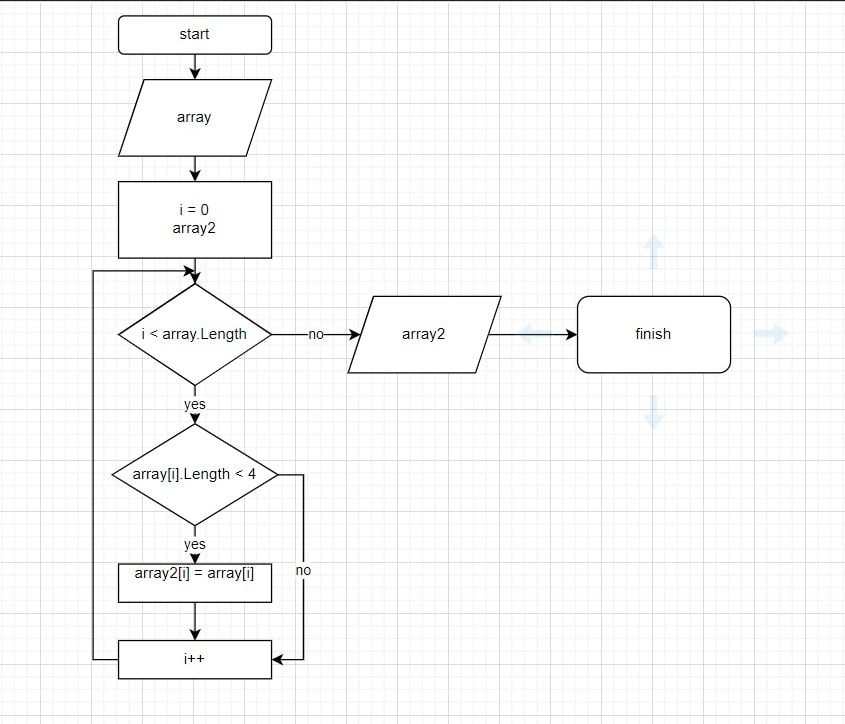 start
array
i = 0
array2
i < array.Length
no
array2
finish
yes
array[i].Length < 4
yes
no
array2[i] = array[i]
i++